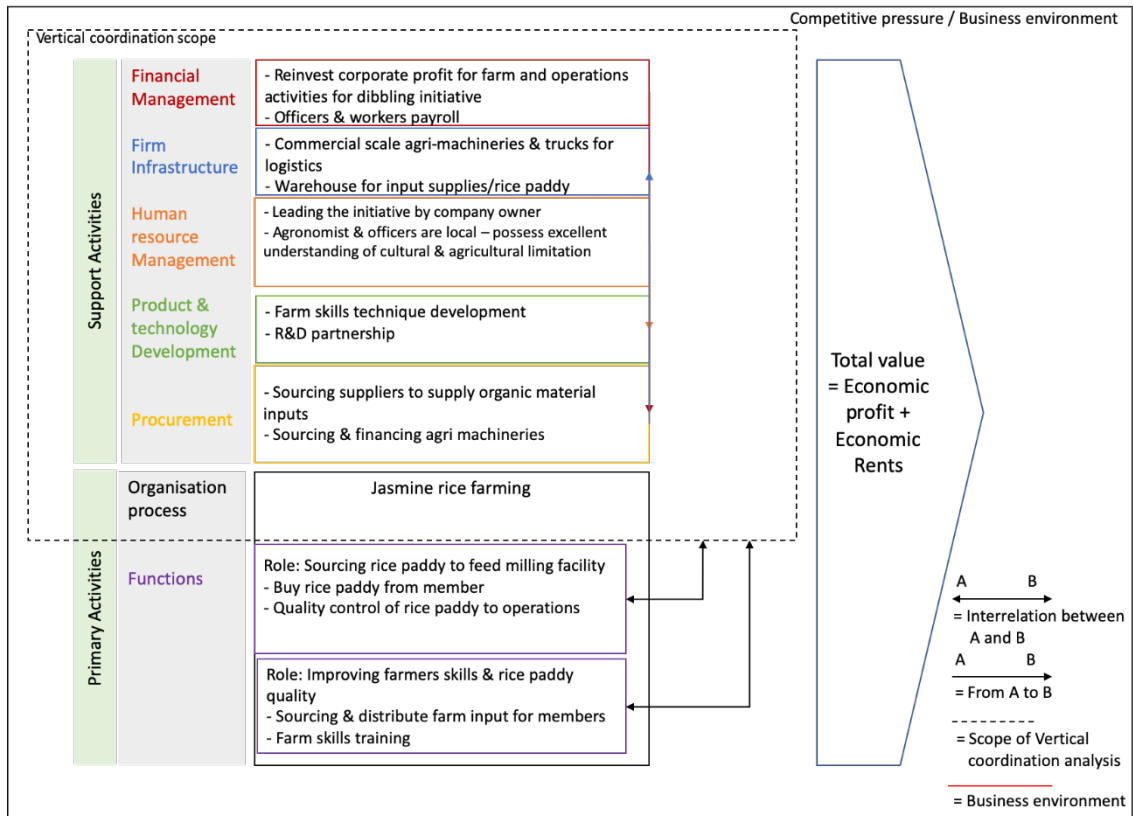 Competitive pressure / Business environment
Vertical coordination scope
Support Activities
Financial
Management
- Reinvest corporate profit for farm and operations
activities for dibbling initiative
- Officers & workers payroll
Firm
Infrastructure
- Commercial scale agri-machineries & trucks for
logistics
- Warehouse for input supplies/rice paddy
Human
resource
Management
- Leading the initiative by company owner
- Agronomist & officers are local – possess excellent
understanding of cultural & agricultural limitation
Product &
technology
Development
- Farm skills technique development
- R&D partnership
Procurement
- Sourcing suppliers to supply organic material
inputs
- Sourcing & financing agri machineries
Primary Activities
Organisation
process
Jasmine rice farming
Functions
Role: Sourcing rice paddy to feed milling facility
- Buy rice paddy from member
- Quality control of rice paddy to operations
Role: Improving farmers skills & rice paddy
quality
- Sourcing & distribute farm input for members
- Farm skills training
Total value
= Economic
profit +
Economic
Rents
A B
= Interrelation between
A and B
A B
= From A to B
= Scope of Vertical
coordination analysis
= Business environment